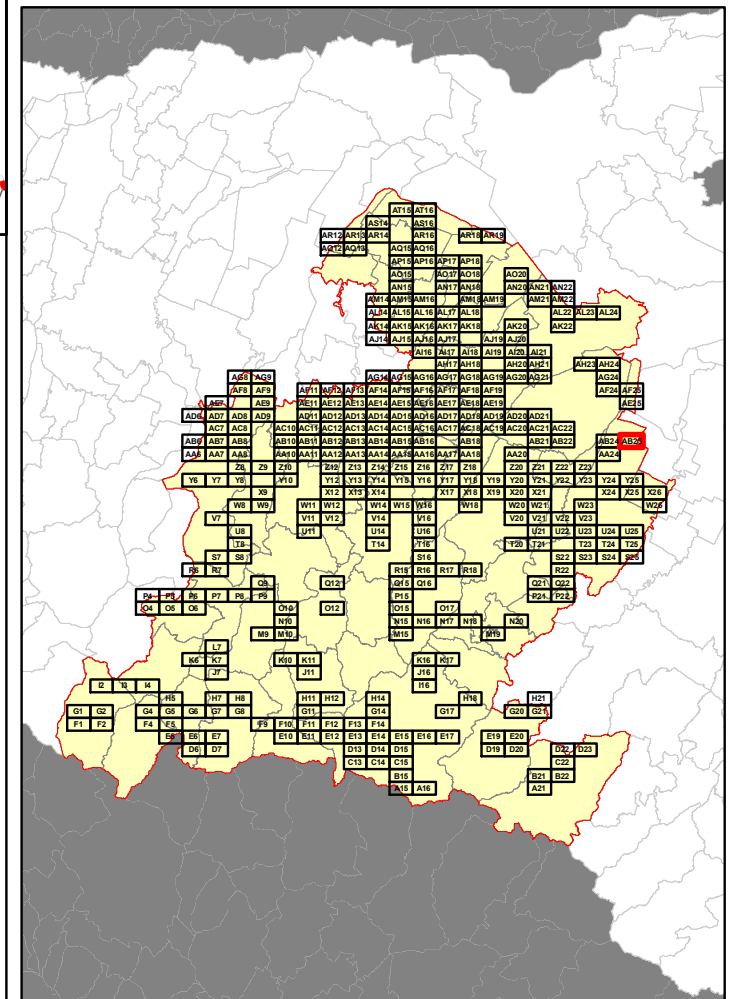 AT15 AT16
AS14 AS16
AR12 AR13 AR14 AR16 AR18 AR19
AQ12 AQ13 AQ15 AQ16
AP15 AP16 AP17 AP18
AO15 AO17 AO18 AO20
AN15 AN17 AN18 AN20 AN21 AN22
AM14 AM15 AM16 AM18 AM19 AM21 AM22
AL14 AL15 AL16 AL17 AL18 AL22 AL23 AL24
AK14 AK15 AK16 AK17 AK18 AK20 AK22
AJ14 AJ15 AJ16 AJ17 AJ19 AJ20
AI16 AI17 AI18 AI19 AI20 AI21
AH17 AH18 AH20 AH21 AH23 AH24
AG8 AG9 AG14 AG15 AG16 AG17 AG18 AG19 AG20 AG21 AG24
AF8 AF9 AF11 AF12 AF13 AF14 AF15 AF16 AF17 AF18 AF19 AF24 AF25
AE7 AE9 AE11 AE12 AE13 AE14 AE15 AE16 AE17 AE18 AE19 AE25
AD6 AD7 AD8 AD9 AD11 AD12 AD13 AD14 AD15 AD16 AD17 AD18 AD19 AD20 AD21
AC7 AC8 AC10 AC11 AC12 AC13 AC14 AC15 AC16 AC17 AC18 AC19 AC20 AC21 AC22
AB6 AB7 AB8 AB10 AB11 AB12 AB13 AB14 AB15 AB16 AB17 AB18 AB21 AB22 AB24 AB25
AA6 AA7 AA8 AA10 AA11 AA12 AA13 AA14 AA15 AA16 AA17 AA18 AA20 AA24
Z8 Z9 Z10 Z12 Z13 Z14 Z15 Z16 Z17 Z18 Z20 Z21 Z22 Z23
Y6 Y7 Y8 Y10 Y12 Y13 Y14 Y15 Y16 Y17 Y18 Y19 Y20 Y21 Y22 Y23 Y24 Y25
X9 X12 X13 X14 X17 X18 X19 X20 X21 X24 X25 X26
W8 W9 W11 W12 W14 W15 W16 W18 W20 W21 W23 W26
V7 V11 V12 V14 V16 V20 V21 V22 V23
U8 U11 U14 U16 U21 U22 U23 U24 U25
T8 T14 T16 T20 T21 T23 T24 T25
S7 S8 S16 S22 S23 S24 S25
R6 R7 R15 R16 R17 R18 R22
Q9 Q12 Q15 Q16 Q21 Q22
P4 P5 P6 P7 P8 P9 P15 P21 P22
O4 O5 O6 O10 O12 O15 O17
N10 N15 N16 N17 N18 N20
M9 M10 M15 M19
L7
K6 K7 K10 K11 K16 K17
J7 J11 J16
I2 I3 I4 I16
H5 H7 H8 H11 H12 H14 H18 H21
G1 G2 G4 G5 G6 G7 G8 G11 G14 G17 G20 G21
F1 F2 F4 F5 F9 F10 F11 F12 F13 F14
E5 E6 E7 E10 E11 E12 E13 E14 E15 E16 E17 E19 E20
D6 D7 D13 D14 D15 D19 D20 D22 D23
C13 C14 C15 C22
B15 B21 B22
A15 A16 A21